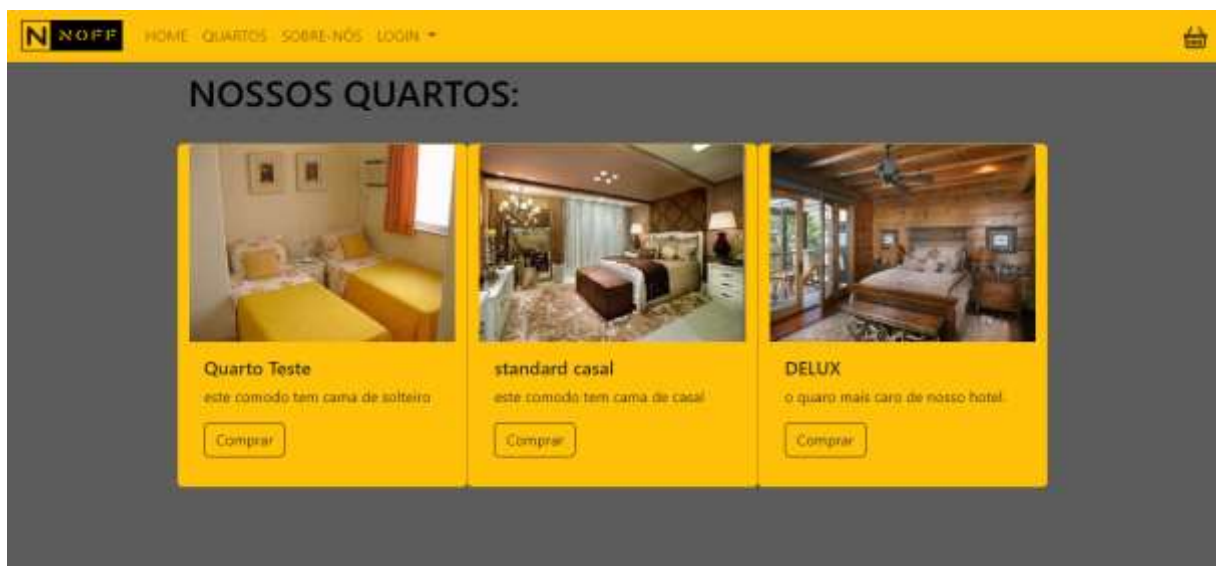 N NOFF HOME QUARTOS SOBRE-NÓS LOGIN
NOSSOS QUARTOS:
Quarto Teste
este comodo tem cama de solteiro
Comprar
standard casal
este comodo tem cama de casal
Comprar
DELUX
o quaro mais caro de nosso hotel.
Comprar